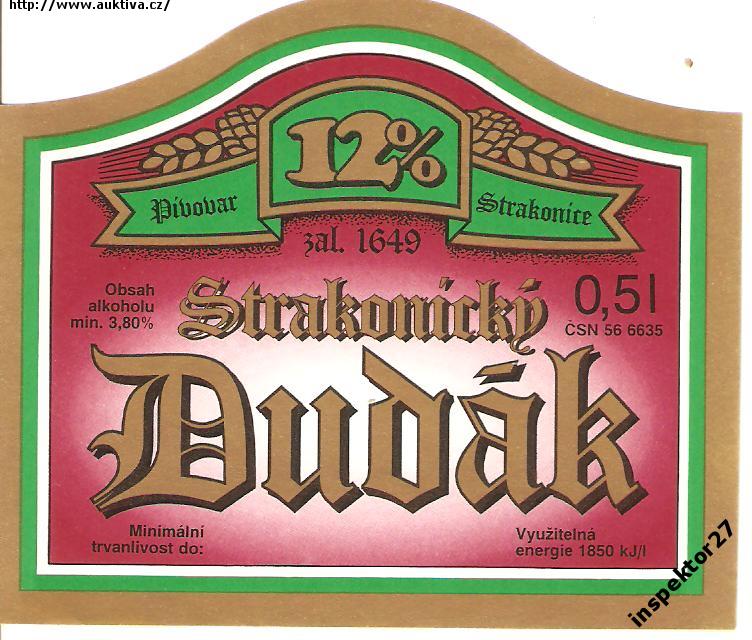 http://www.auktiva.cz/
12%
Pivovar
Strakonice
zal. 1649
Obsah
alkoholu
min. 3,80%
Strakonický
0,5l
ČSN 56 6635
Dudák
Minimální
trvanlivost do:
Využitelná
energie 1850 kJ/l
inspektor27